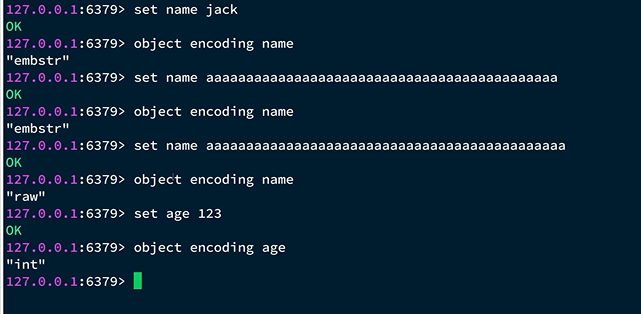 127.0.0.1:6379> set name jack
OK
127.0.0.1:6379> object encoding name
"embstr"
127.0.0.1:6379> set name aaaaaaaaaaaaaaaaaaaaaaaaaaaaaaaaaaaaaaaaaaaa
OK
127.0.0.1:6379> object encoding name
"embstr"
127.0.0.1:6379> set name aaaaaaaaaaaaaaaaaaaaaaaaaaaaaaaaaaaaaaaaaaaaa
OK
127.0.0.1:6379> object encoding name
"raw"
127.0.0.1:6379> set age 123
OK
127.0.0.1:6379> object encoding age
"int"
127.0.0.1:6379>